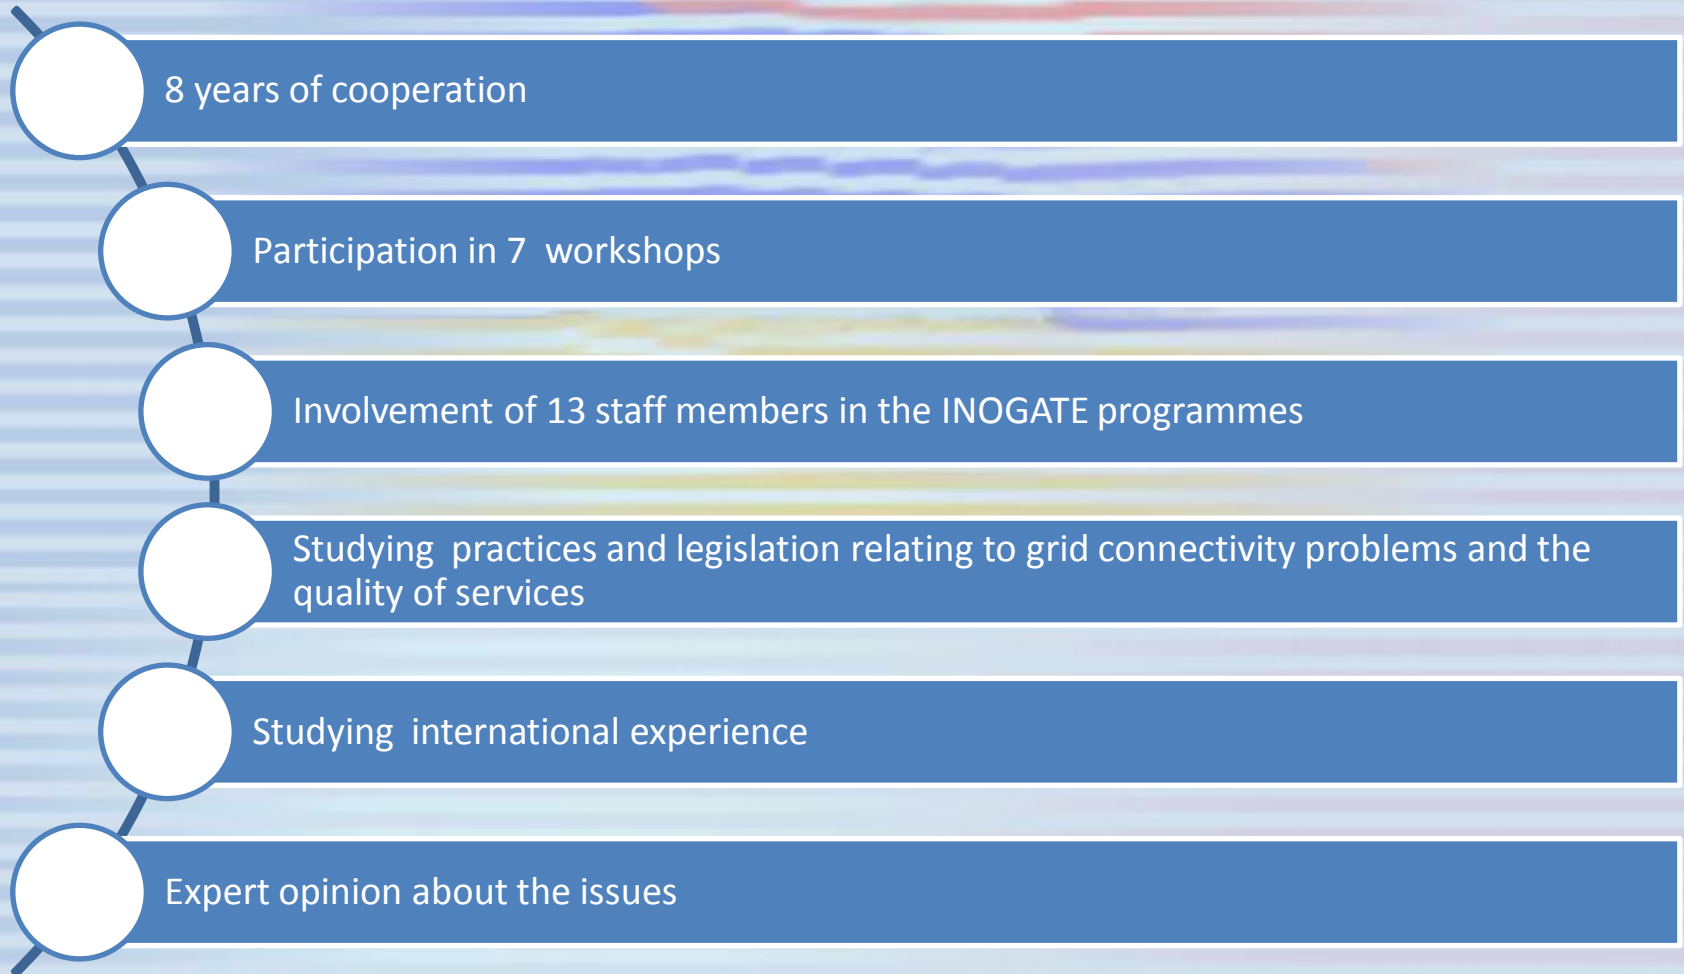 8 years of cooperation
Participation in 7  workshops
Involvement of 13 staff members in the INOGATE programmes
Studying  practices and legislation relating to grid connectivity problems and the
quality of services
Studying  international experience
Expert opinion about the issues